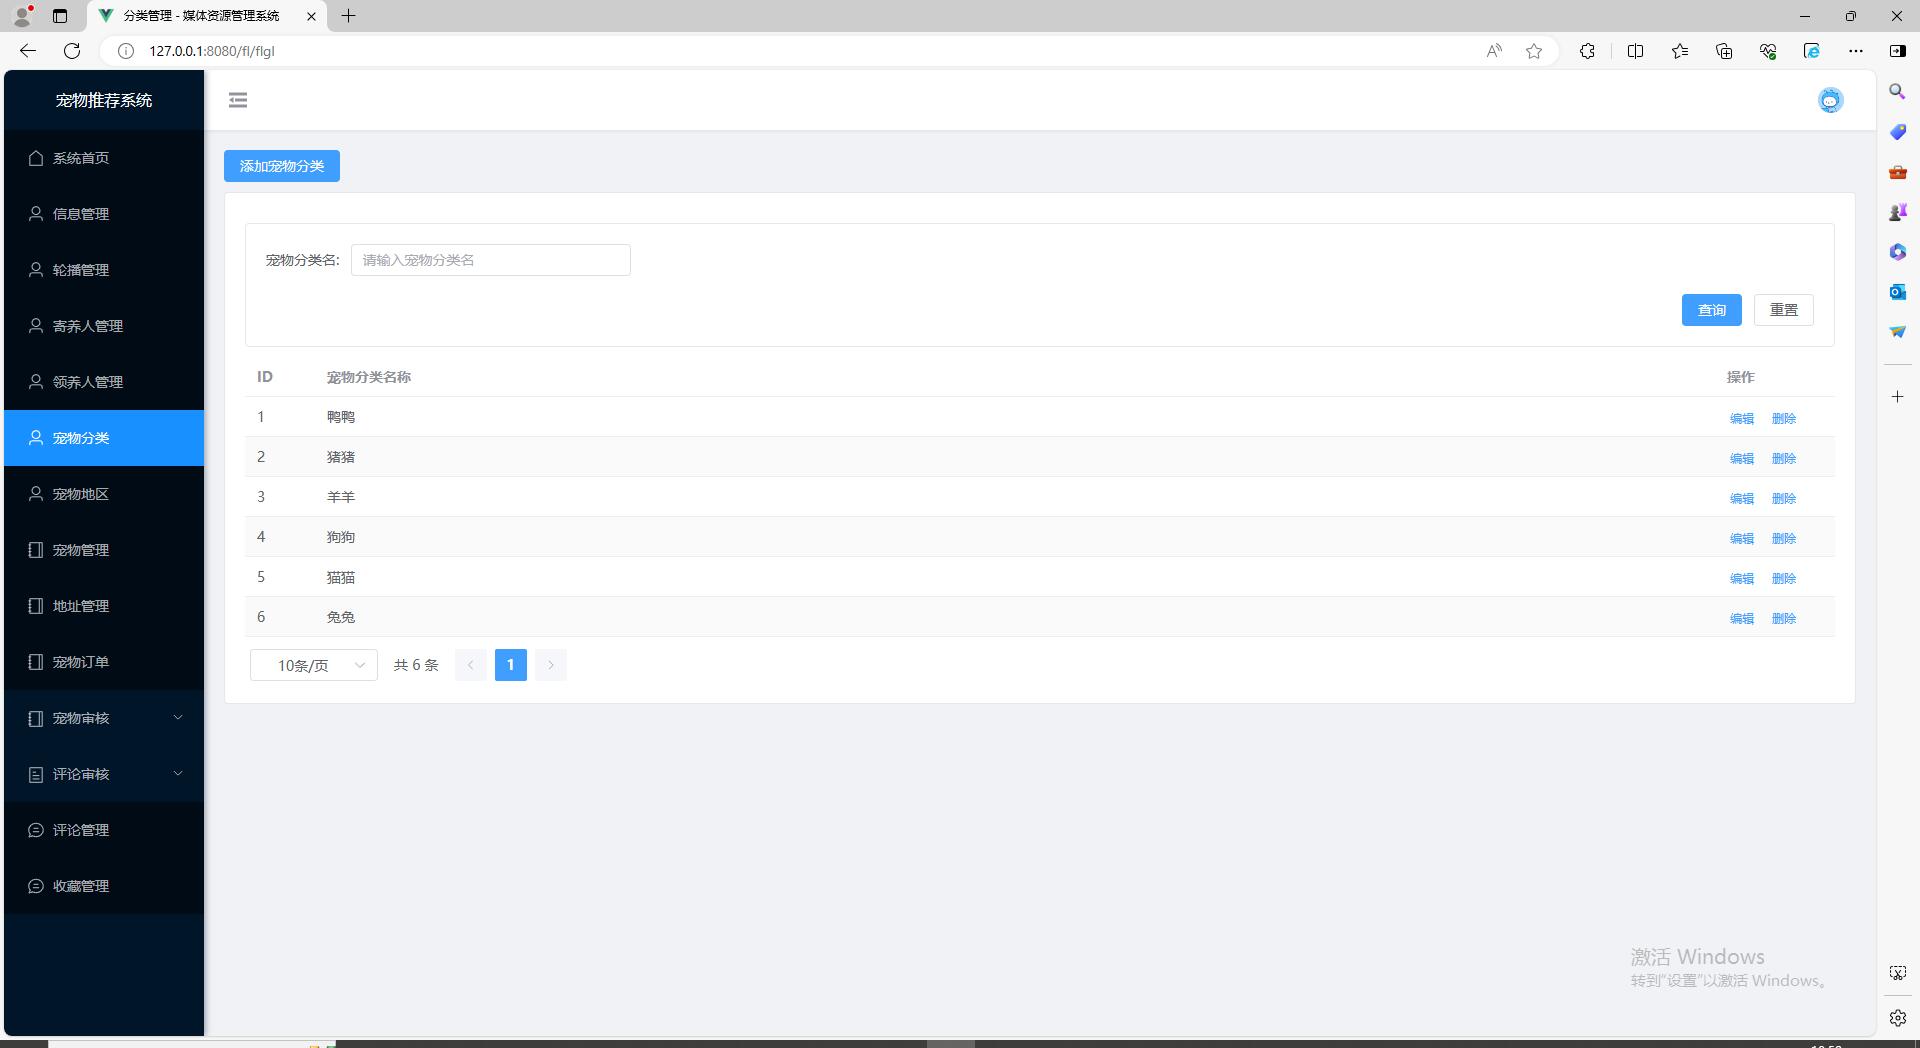 分类管理 - 媒体资源管理系统
127.0.0.1:8080/fl/flgl
宠物推荐系统
系统首页
信息管理
轮播管理
寄养人管理
领养人管理
宠物分类
宠物地区
宠物管理
地址管理
宠物订单
宠物审核
评论审核
评论管理
收藏管理
添加宠物分类
宠物分类名: 请输入宠物分类名
查询 重置
ID 宠物分类名称 操作
1 鸭鸭 编辑 删除
2 猪猪 编辑 删除
3 羊羊 编辑 删除
4 狗狗 编辑 删除
5 猫猫 编辑 删除
6 兔兔 编辑 删除
10条/页 共 6 条 1
激活 Windows
转到"设置"以激活 Windows。